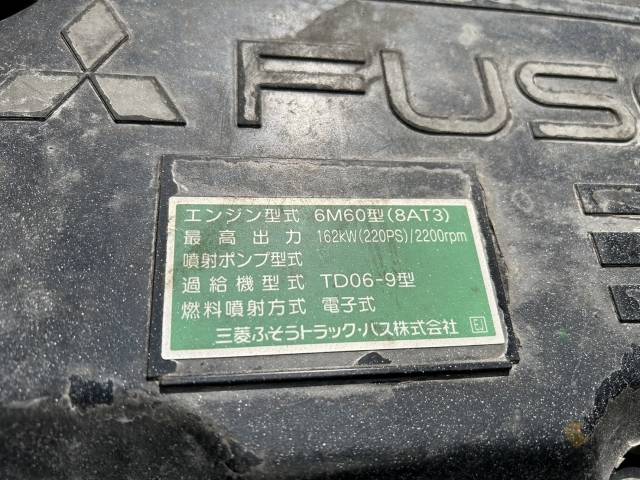 FUS
エンジン型式 6M60型(8AT3)
最高出力 162kW(220PS)/2200rpm
噴射ポンプ型式
過給機型式 TD06-9型
燃料噴射方式 電子式
三菱ふそうトラック・バス株式会社 EJ